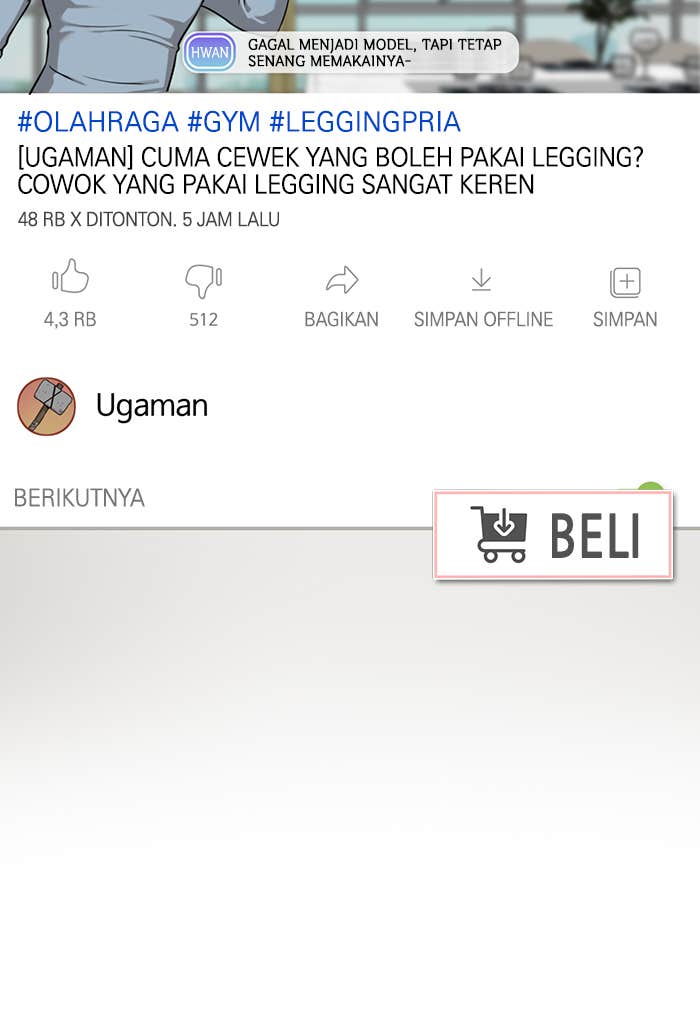 HWAN
GAGAL MENJADI MODEL, TAPI TETAP
SENANG MEMAKAINYA-
#OLAHRAGA #GYM #LEGGINGPRIA
[UGAMAN] CUMA CEWEK YANG BOLEH PAKAI LEGGING?
COWOK YANG PAKAI LEGGING SANGAT KEREN
48 RB X DITONTON. 5 JAM LALU
4,3 RB 512 BAGIKAN SIMPAN OFFLINE SIMPAN
Ugaman
BERIKUTNYA
BELI